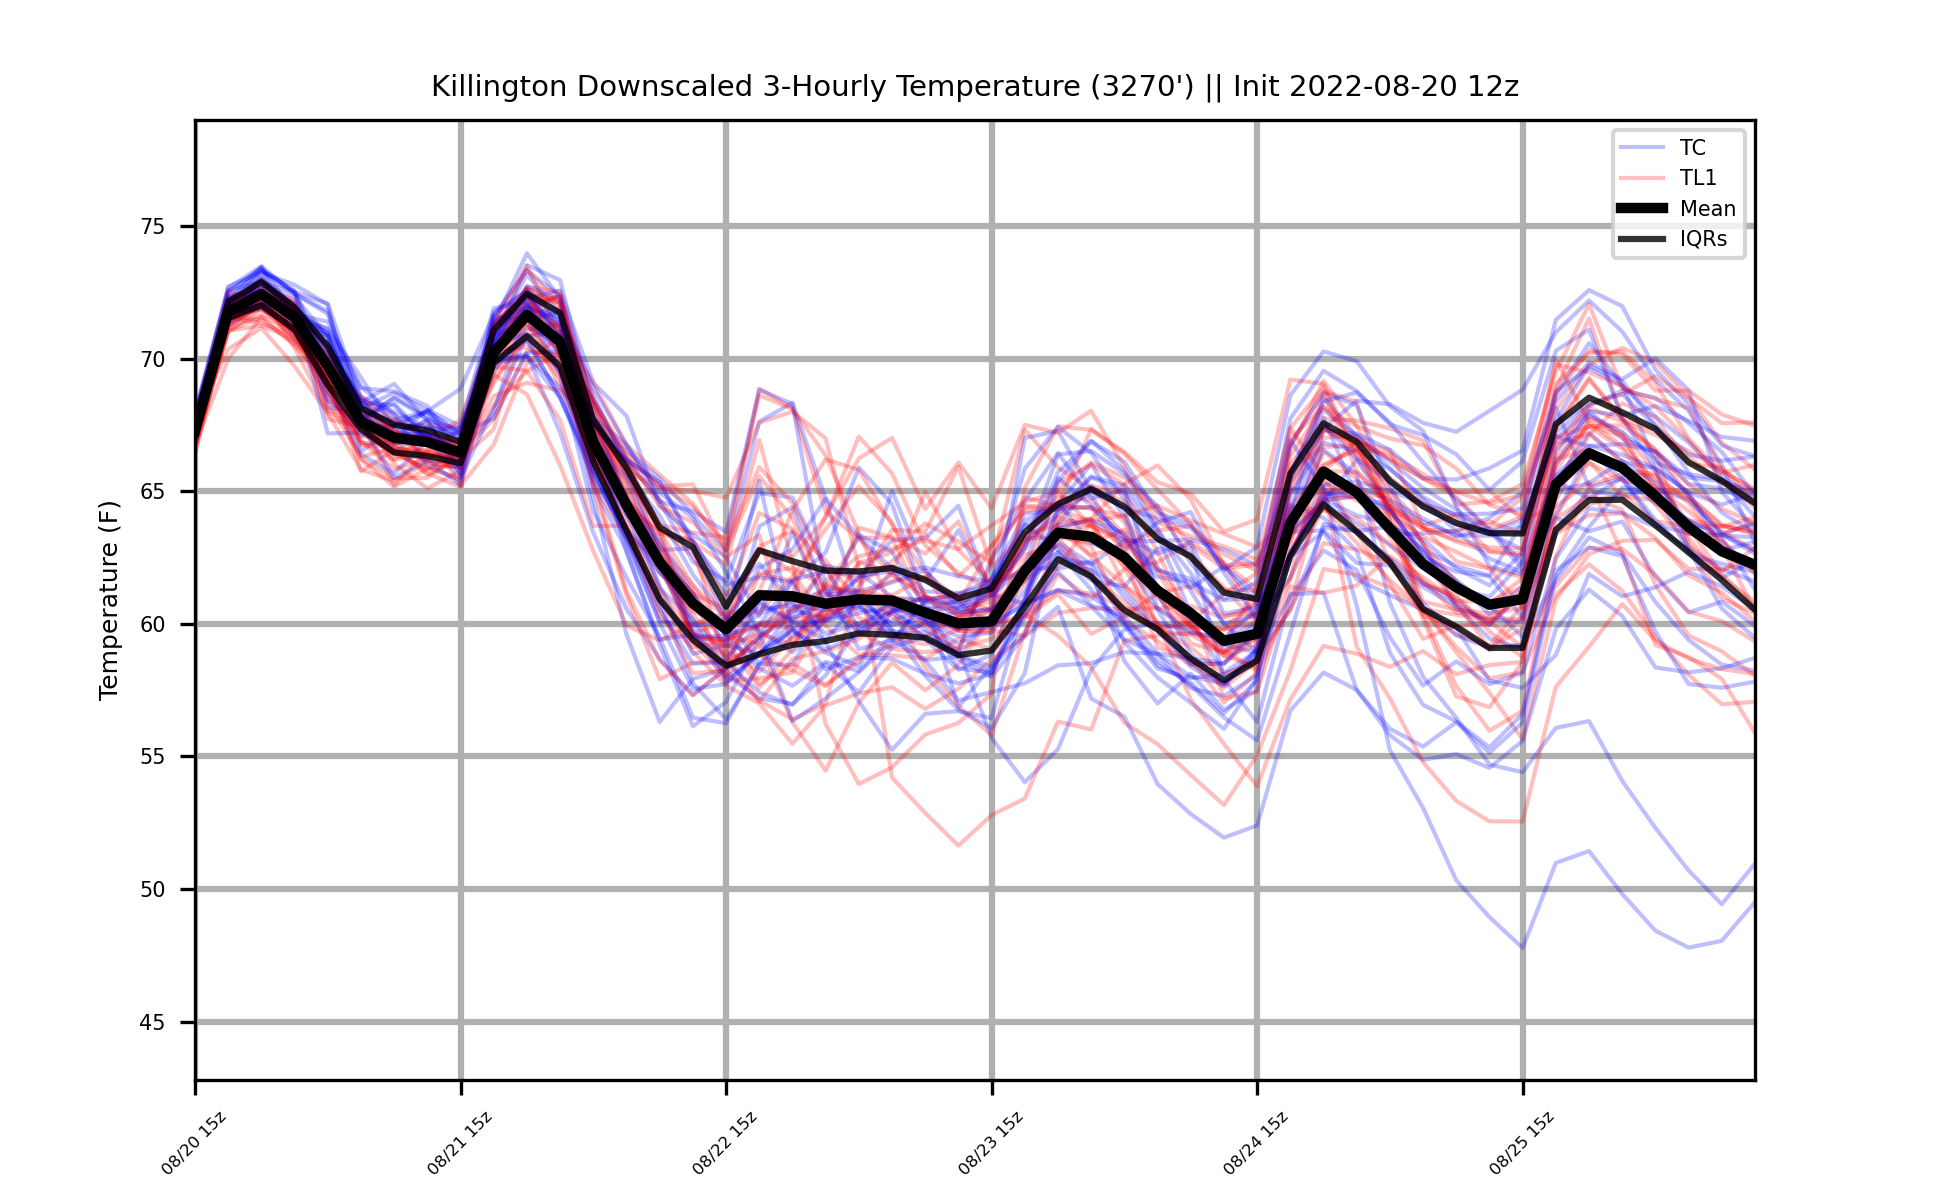 Killington Downscaled 3-Hourly Temperature (3270') || Init 2022-08-20 12z
TC
TL1
Mean
IQRs
Temperature (F)
75
70
65
60
55
50
45
08/20 15z
08/21 15z
08/22 15z
08/23 15z
08/24 15z
08/25 15z